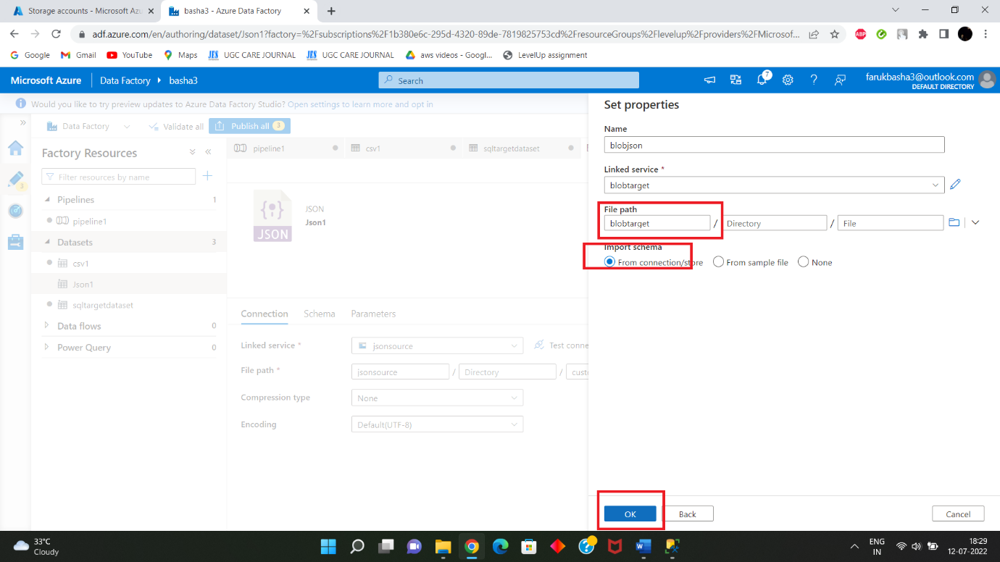 Storage accounts - Microsoft Azu
basha3 - Azure Data Factory
adf.azure.com/en/authoring/dataset/Json1?factory=%2Fsubscriptions%2F1b380e6c-295d-4320-89de-7819825753cd%2FresourceGroups%2Flevelup%2Fproviders%2FMicrosof...
ABP
Google
Gmail
YouTube
Maps
JES UGC CARE JOURNAL
JES UGC CARE JOURNAL
aws videos - Googl...
LevelUp assignment
Microsoft Azure
Data Factory
basha3
Search
7
farukbasha3@outlook.com
DEFAULT DIRECTORY
Would you like to try preview updates to Azure Data Factory Studio? Open settings to learn more and opt in
Data Factory
Validate all
Publish all 3
3
Factory Resources
Filter resources by name
Pipelines 1
pipeline1
Datasets 3
csv1
Json1
sqltargetdataset
Data flows 0
Power Query 0
pipeline1
csv1
sqltargetdataset
JSON
JSON
Json1
Connection
Schema
Parameters
Linked service *
jsonsource
Test conne
File path *
jsonsource / Directory / custo
Compression type
None
Encoding
Default(UTF-8)
Set properties
Name
blobjson
Linked service *
blobtarget
File path
blobtarget / Directory / File
Import schema
From connection/store
From sample file
None
OK
Back
Cancel
33°C
Cloudy
ENG
IN
18:29
12-07-2022